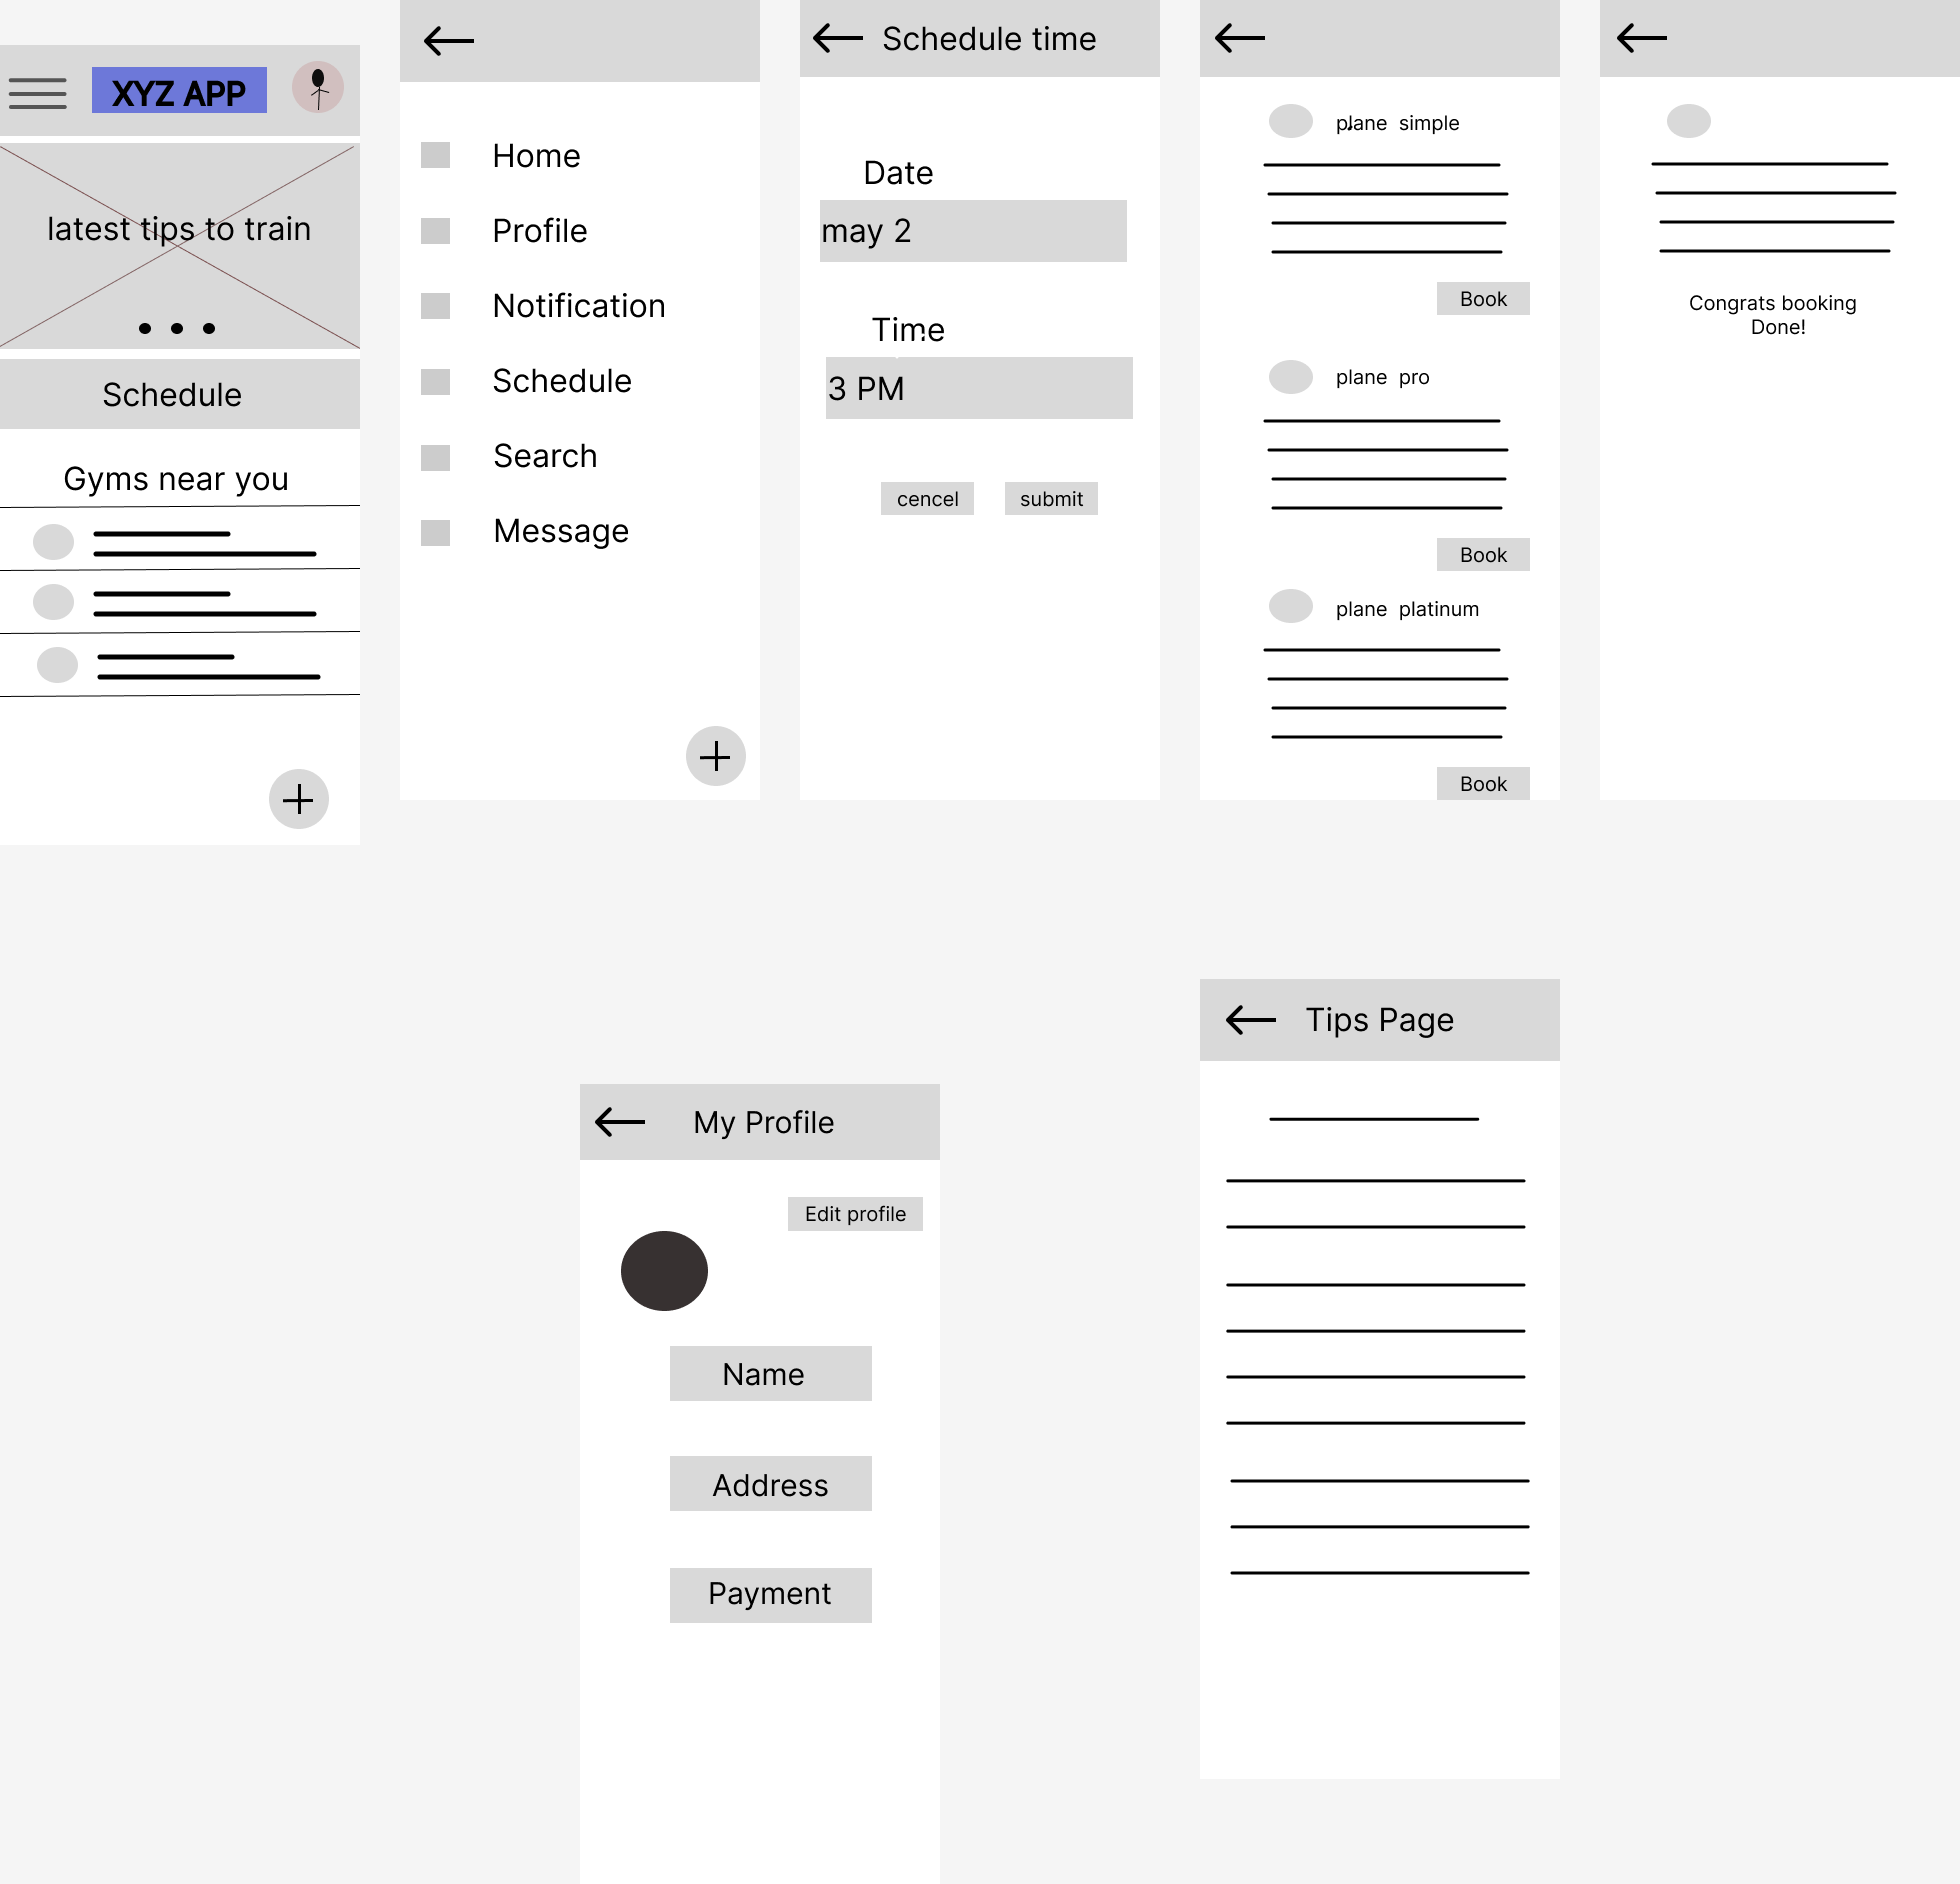 XYZ APP
latest tips to train
Schedule
Gyms near you
Home
Profile
Notification
Schedule
Search
Message
Schedule time
Date
may 2
Time
3 PM
cencel submit
plane simple
Book
plane pro
Book
plane platinum
Book
Congrats booking
Done!
My Profile
Edit profile
Name
Address
Payment
Tips Page